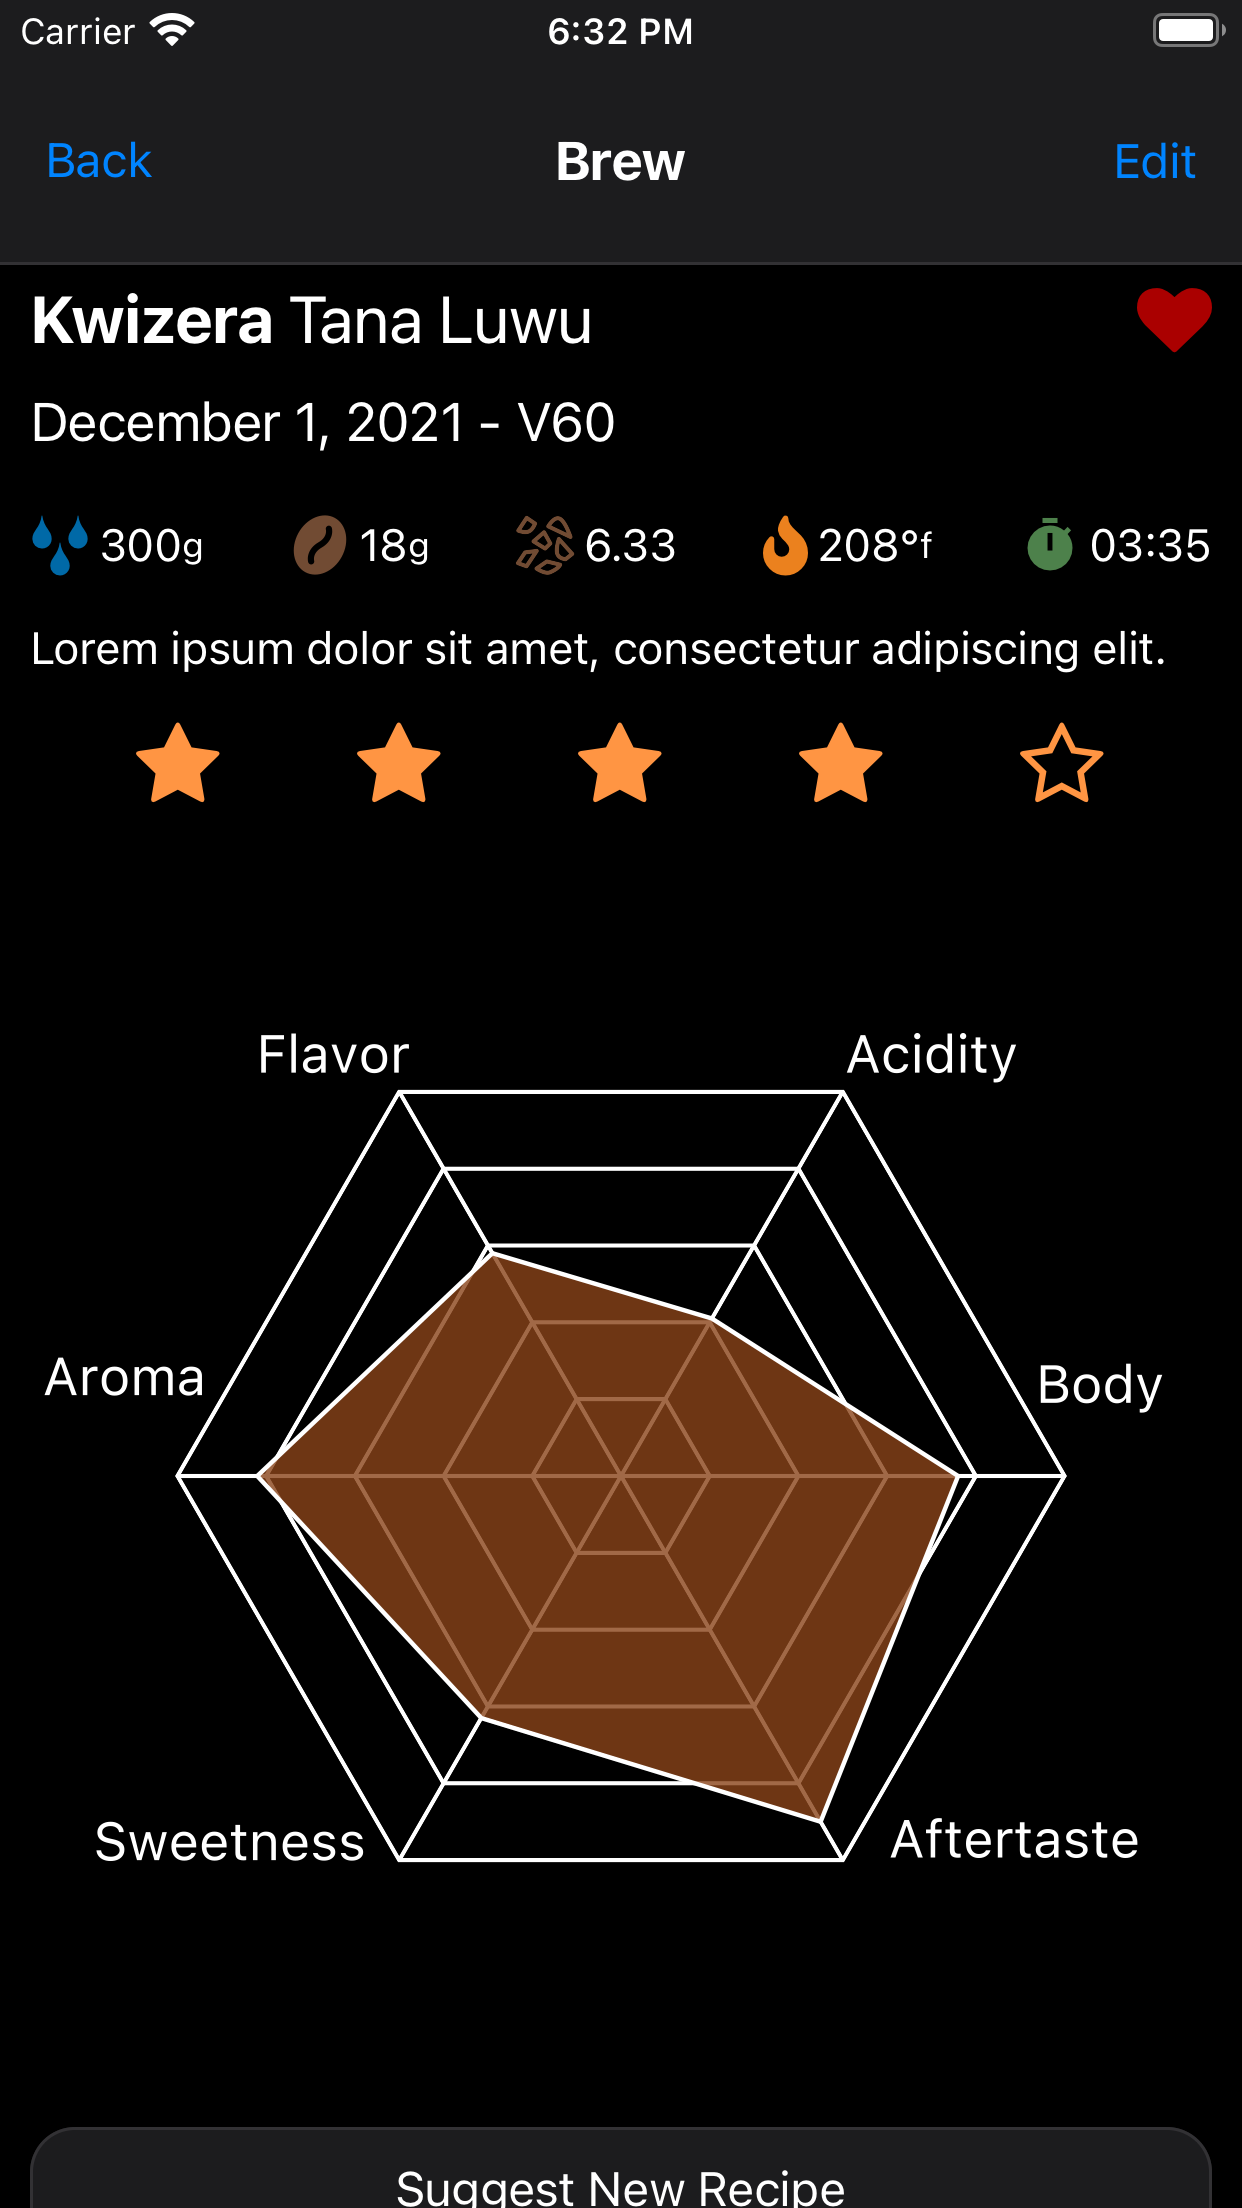 Carrier 6:32 PM
Back Brew Edit
Kwizera Tana Luwu
December 1, 2021 - V60
300g 18g 6.33 208°f 03:35
Lorem ipsum dolor sit amet, consectetur adipiscing elit.
Flavor Acidity
Aroma Body
Sweetness Aftertaste
Suggest New Recipe